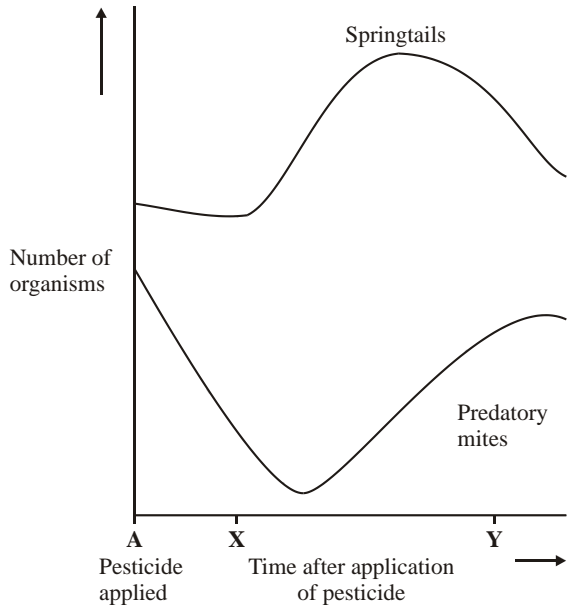 Springtails
Number of
organisms
Predatory
mites
A
X
Y
Pesticide
applied
Time after application
of pesticide